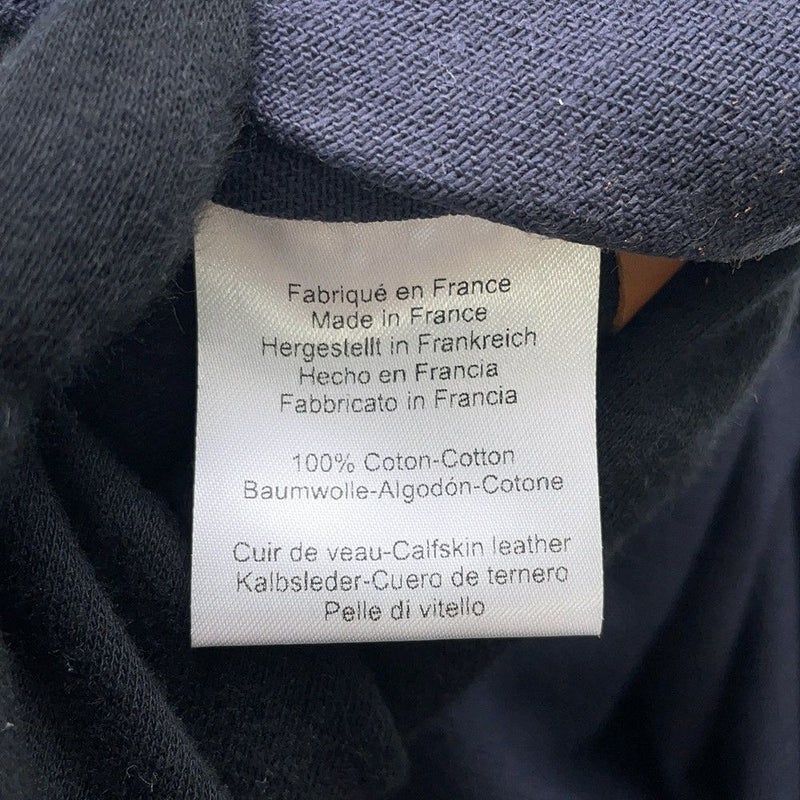 Fabriqué en France
Made in France
Hergestellt in Frankreich
Hecho en Francia
Fabbricato in Francia
100% Coton-Cotton
Baumwolle-Algodón-Cotone
Cuir de veau-Calfskin leather
Kalbsleder-Cuero de ternero
Pelle di vitello